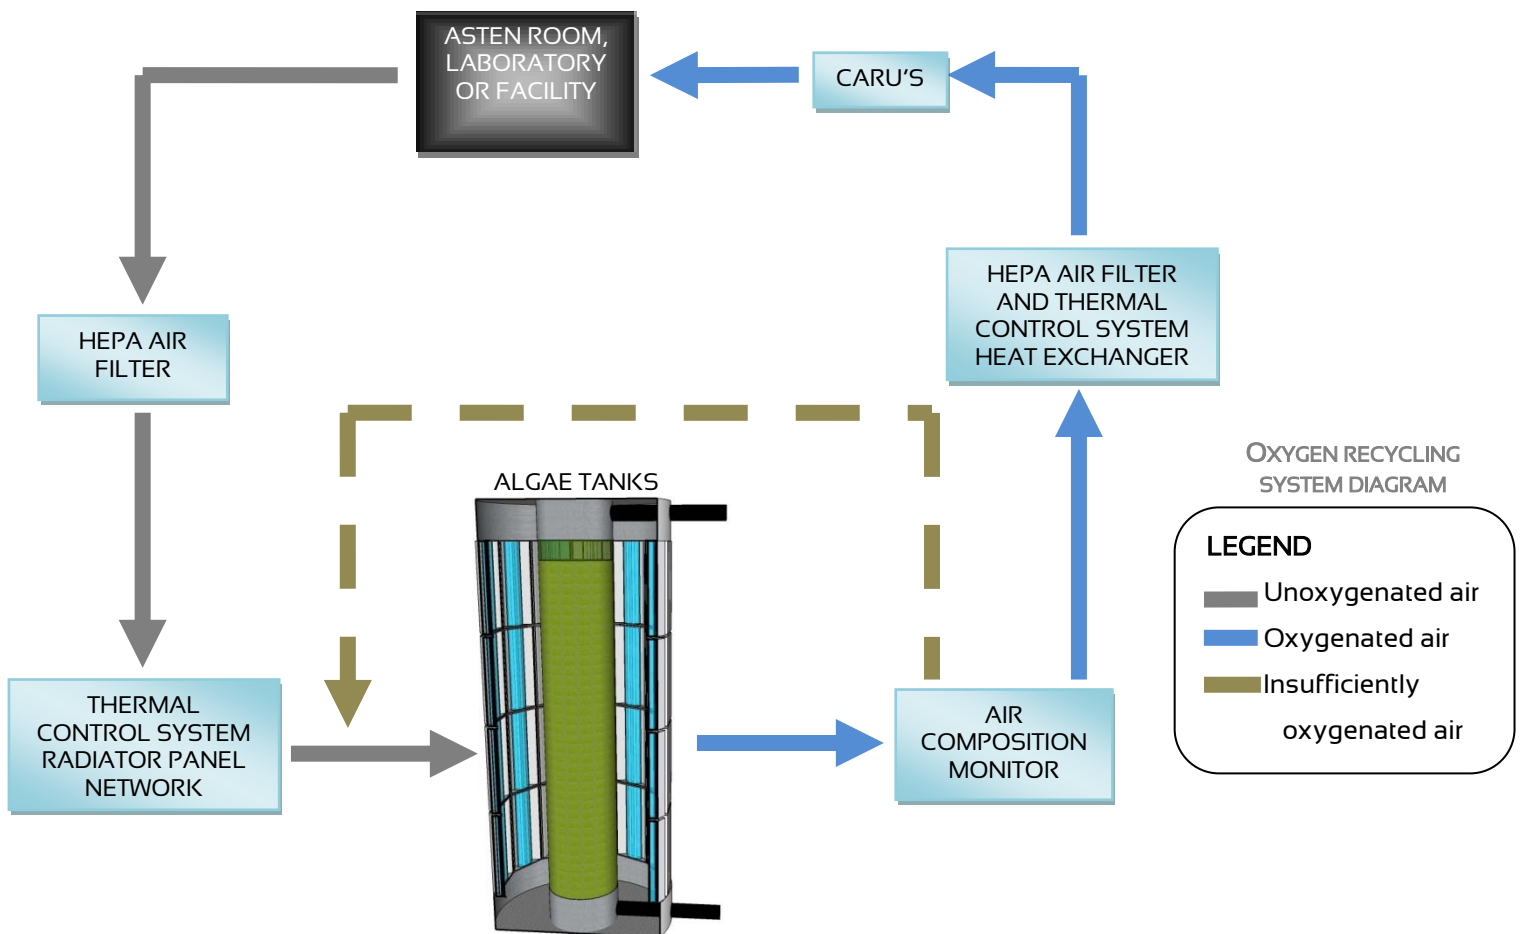 ASTEN ROOM,
LABORATORY
OR FACILITY
CARU'S
HEPA AIR
FILTER
HEPA AIR FILTER
AND THERMAL
CONTROL SYSTEM
HEAT EXCHANGER
ALGAE TANKS
THERMAL
CONTROL SYSTEM
RADIATOR PANEL
NETWORK
AIR
COMPOSITION
MONITOR
OXYGEN RECYCLING
SYSTEM DIAGRAM
LEGEND
Unoxygenated air
Oxygenated air
Insufficiently
oxygenated air